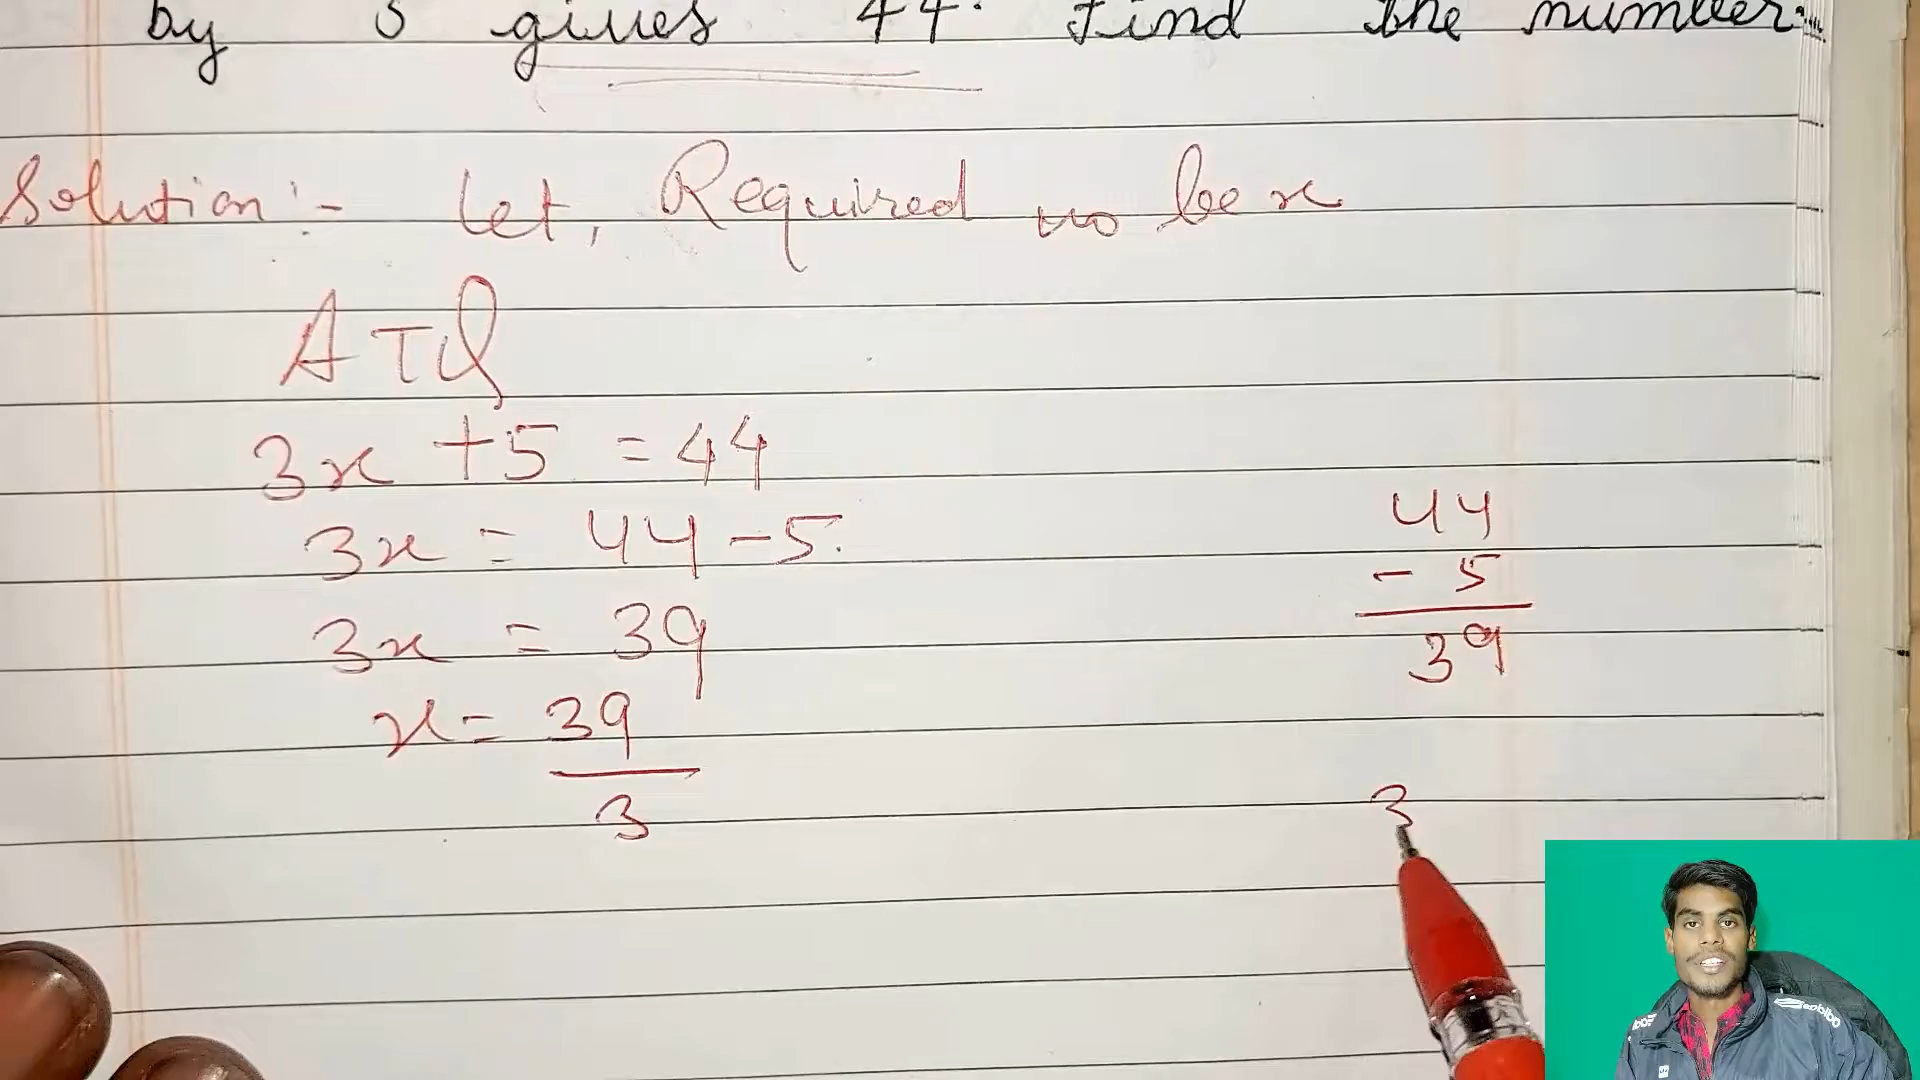 by 5 gives 44. Find the number.
Solution:- let, Required no be x
ATQ
3x +5 = 44
3x = 44-5.
3x = 39
x = 39
3
44
- 5
39
3